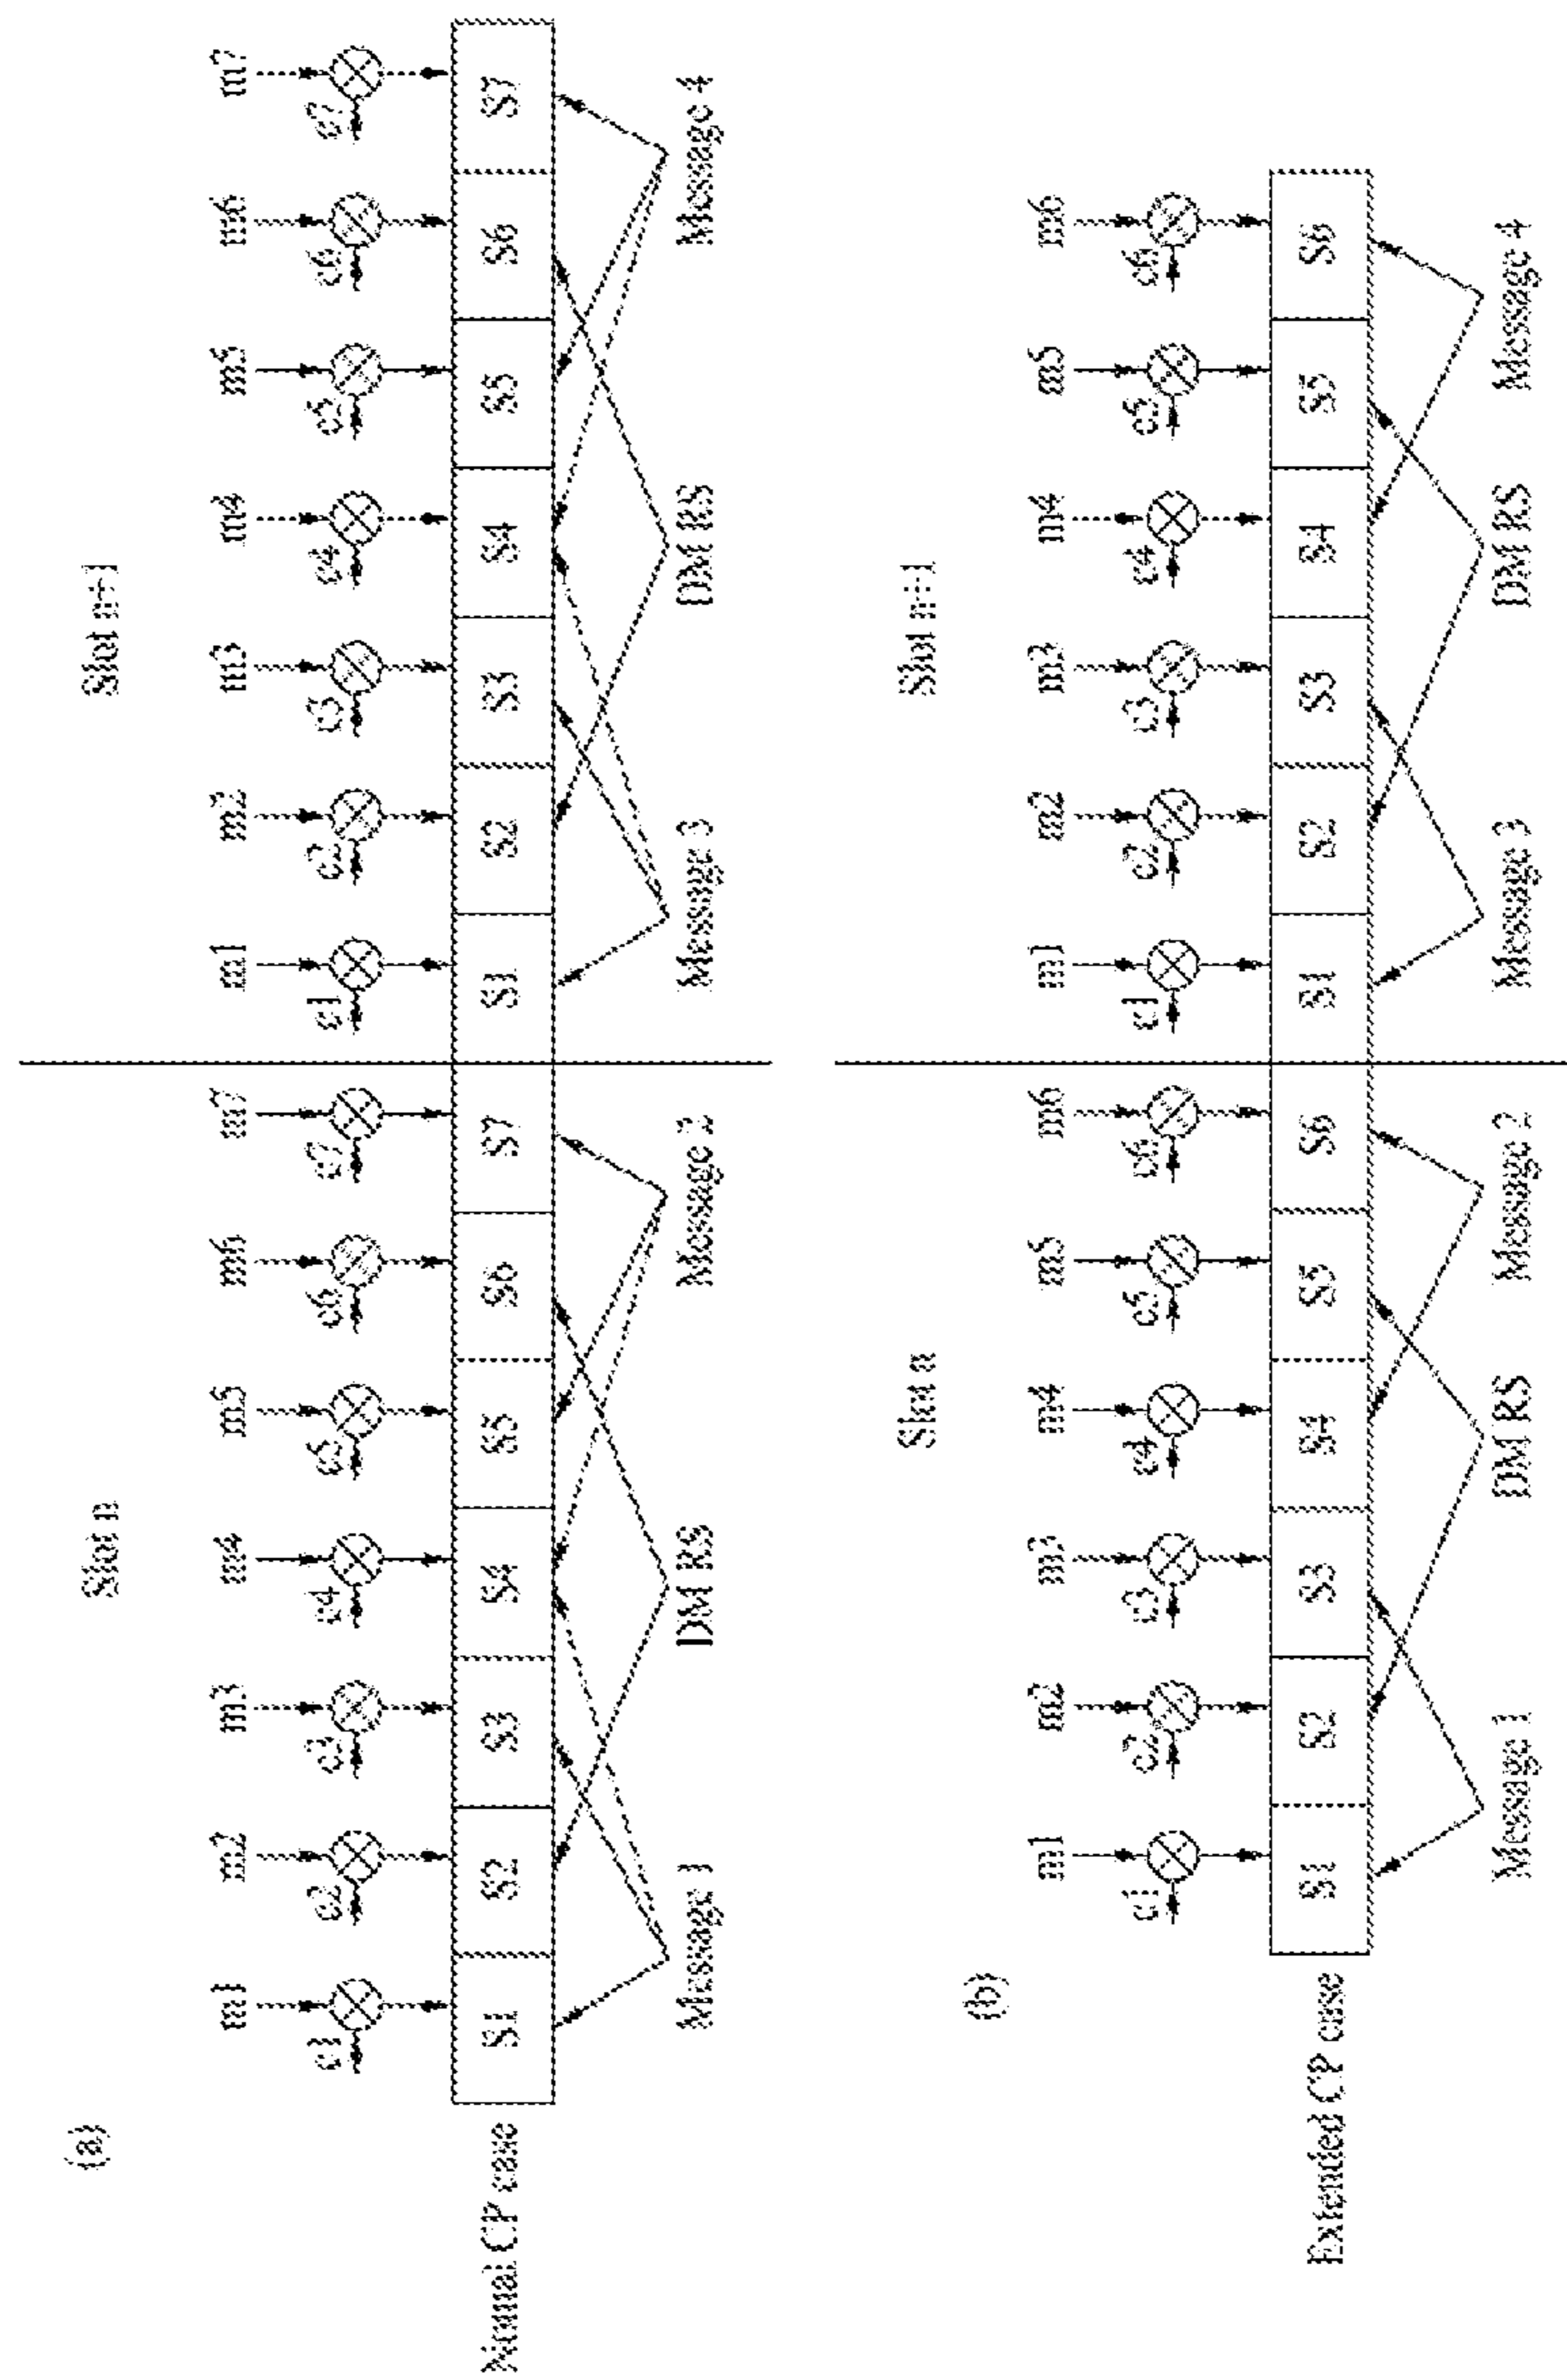 (a)
Slot n
Slot n+1
m1 m2 m3 m4 m5 m6 m7 m1 m2 m3 m4 m5 m6 m7
c1 c2 c3 c4 c5 c6 c7 c1 c2 c3 c4 c5 c6 c7
Normal CP case
S1 S2 S3 S4 S5 S6 S7 S1 S2 S3 S4 S5 S6 S7
Message 1 DM RS Message 2 Message 3 DM RS Message 4
(b)
Slot n
Slot n+1
m1 m2 m3 m4 m5 m6 m1 m2 m3 m4 m5 m6
c1 c2 c3 c4 c5 c6 c1 c2 c3 c4 c5 c6
Extended CP case
S1 S2 S3 S4 S5 S6 S1 S2 S3 S4 S5 S6
Message 1 DM RS Message 2 Message 3 DM RS Message 4